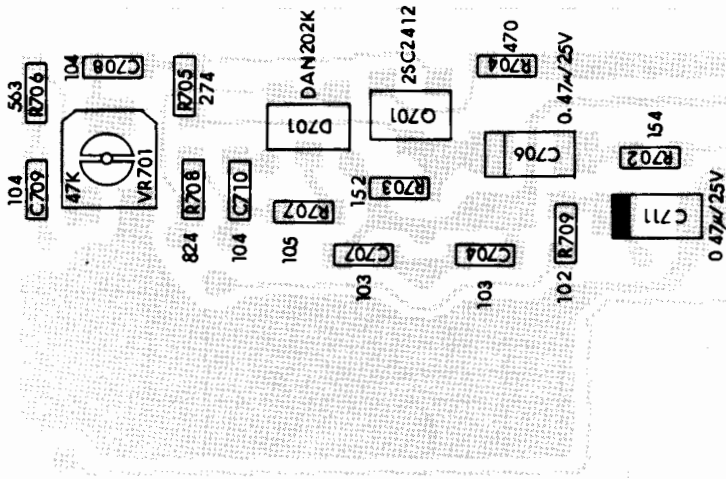 563
R706
104
C708
R705
274
DAN202K
D701
2SC2412
Q701
470
R704
0.47µ/25V
C706
154
R702
104
C709
47K
VR701
R708
824
C710
104
R707
105
152
R703
C707
103
C704
103
R709
102
C711
0.47µ/25V